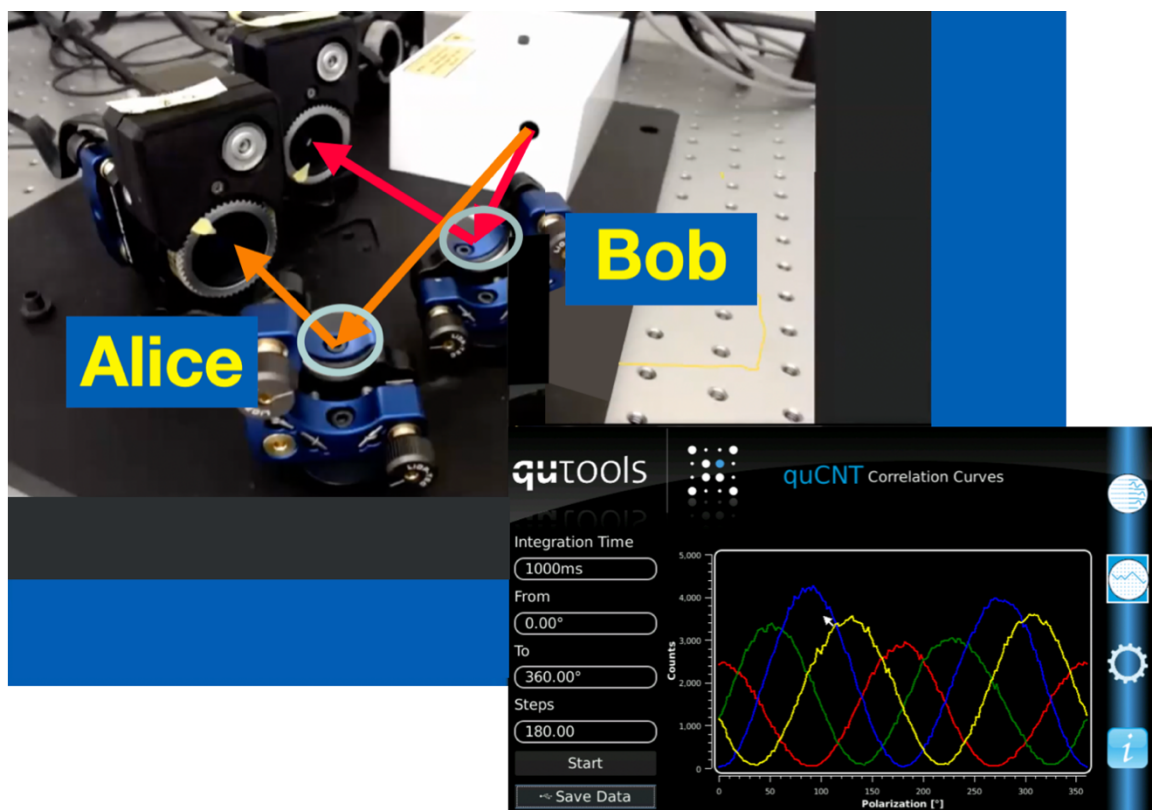 Alice
Bob
qutools
quCNT Correlation Curves
Integration Time
1000ms
From
0.00°
To
360.00°
Steps
180.00
Start
Save Data
5,000
4,000
3,000
2,000
1,000
0
Counts
0 50 100 150 200 250 300 350
Polarization [°]
i